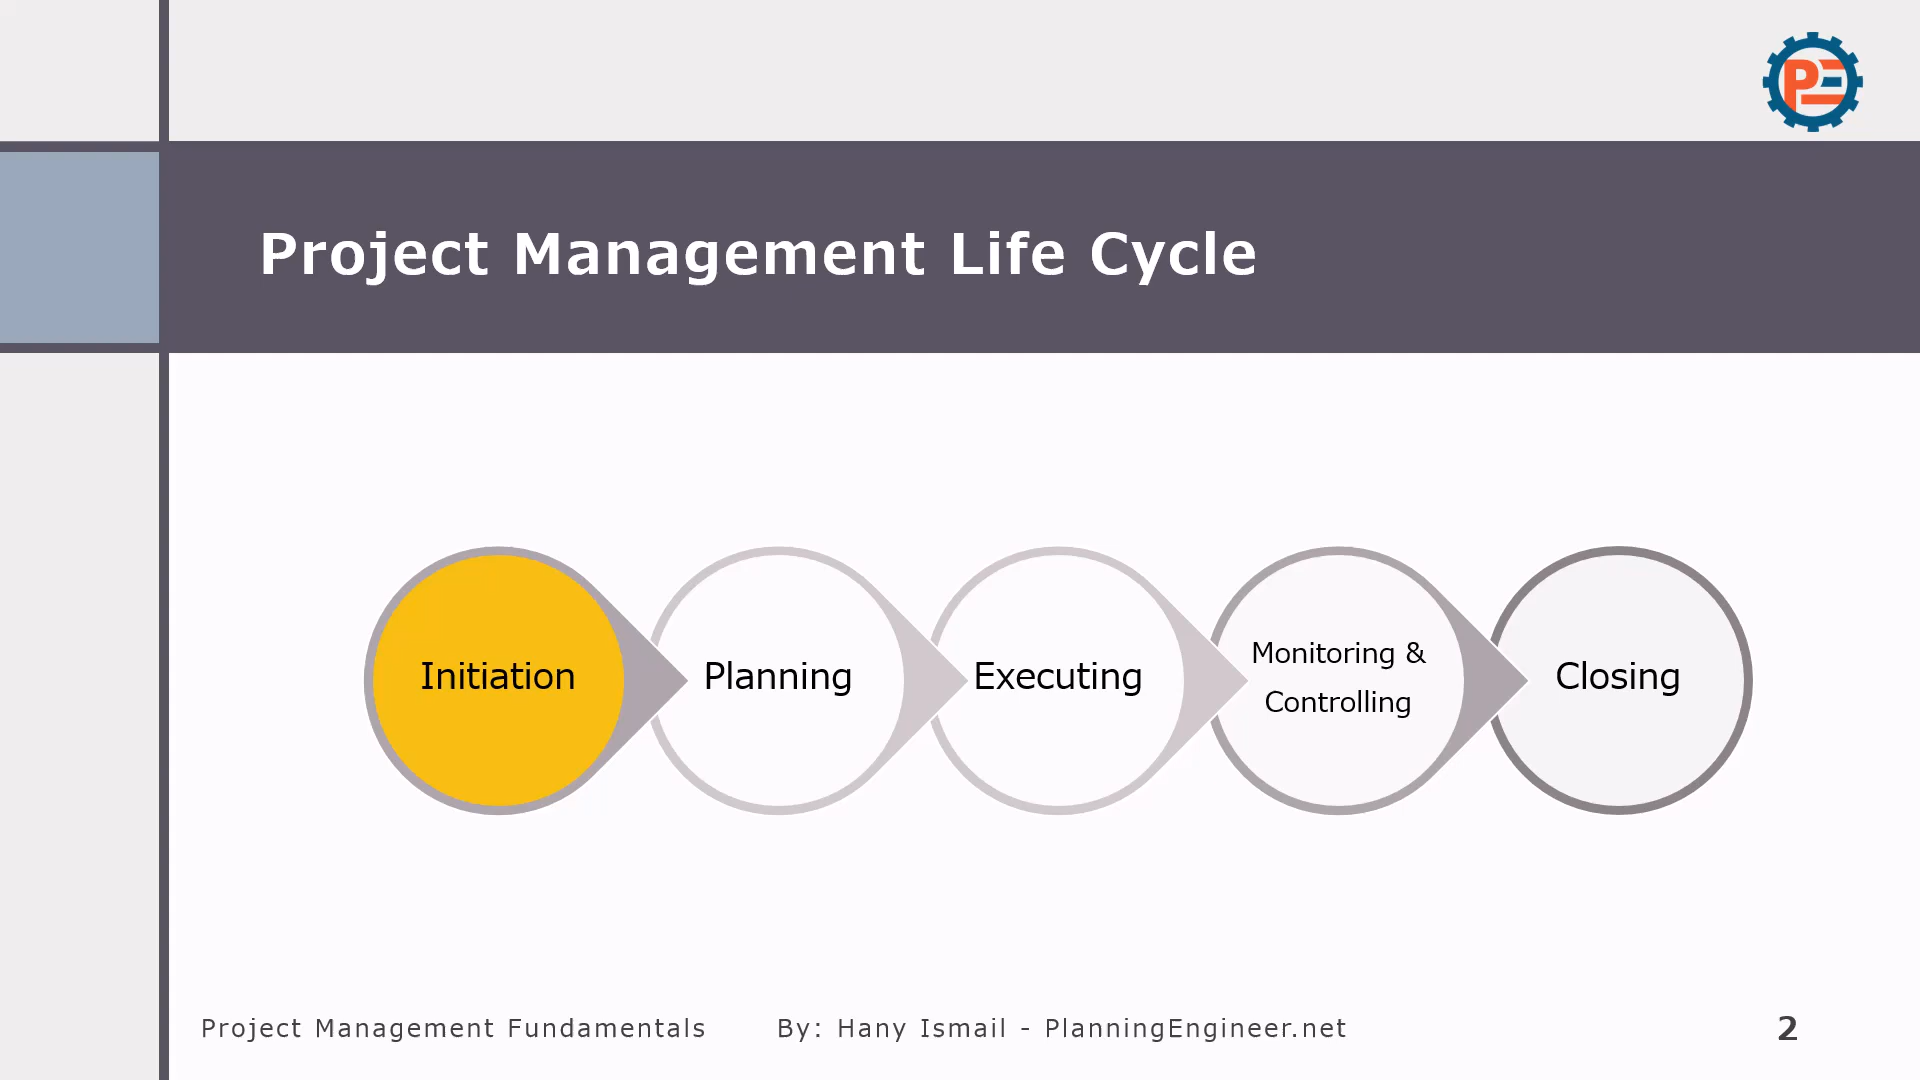 PE
Project Management Life Cycle
Initiation
Planning
Executing
Monitoring &
Controlling
Closing
Project Management Fundamentals
By: Hany Ismail - PlanningEngineer.net
2